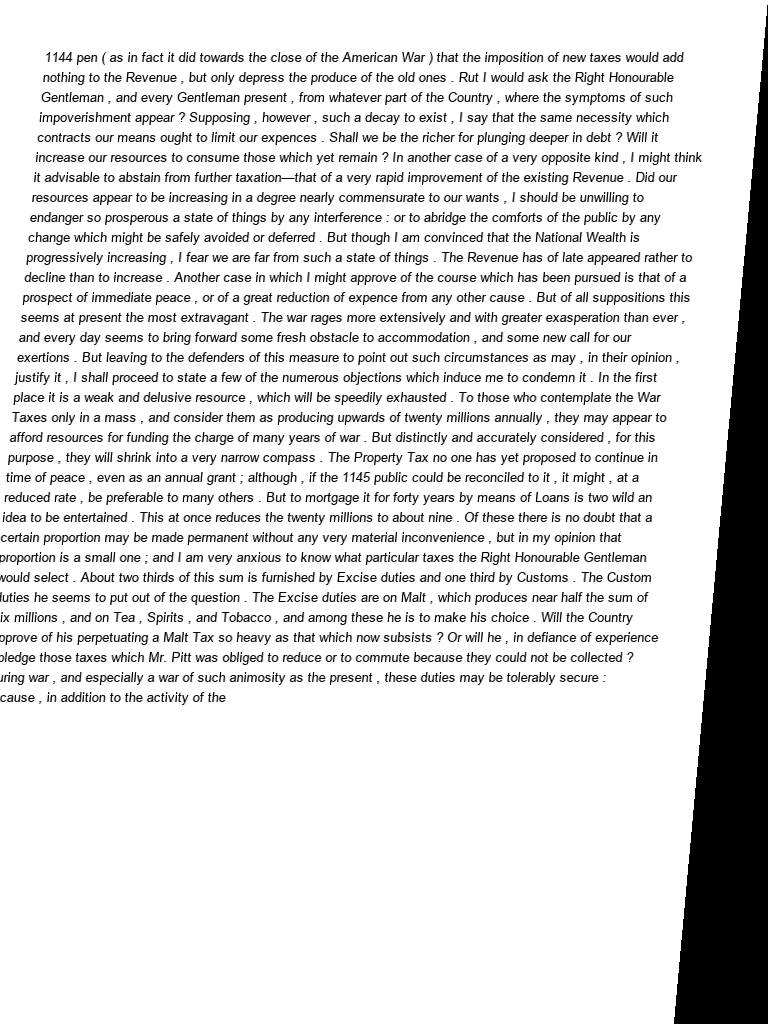 1144 pen ( as in fact it did towards the close of the American War ) that the imposition of new taxes would add
nothing to the Revenue , but only depress the produce of the old ones . Rut I would ask the Right Honourable
Gentleman , and every Gentleman present , from whatever part of the Country , where the symptoms of such
impoverishment appear ? Supposing , however , such a decay to exist , I say that the same necessity which
contracts our means ought to limit our expences . Shall we be the richer for plunging deeper in debt ? Will it
increase our resources to consume those which yet remain ? In another case of a very opposite kind , I might think
it advisable to abstain from further taxation—that of a very rapid improvement of the existing Revenue . Did our
resources appear to be increasing in a degree nearly commensurate to our wants , I should be unwilling to
endanger so prosperous a state of things by any interference : or to abridge the comforts of the public by any
change which might be safely avoided or deferred . But though I am convinced that the National Wealth is
progressively increasing , I fear we are far from such a state of things . The Revenue has of late appeared rather to
decline than to increase . Another case in which I might approve of the course which has been pursued is that of a
prospect of immediate peace , or of a great reduction of expence from any other cause . But of all suppositions this
seems at present the most extravagant . The war rages more extensively and with greater exasperation than ever ,
and every day seems to bring forward some fresh obstacle to accommodation , and some new call for our
exertions . But leaving to the defenders of this measure to point out such circumstances as may , in their opinion ,
justify it , I shall proceed to state a few of the numerous objections which induce me to condemn it . In the first
place it is a weak and delusive resource , which will be speedily exhausted . To those who contemplate the War
Taxes only in a mass , and consider them as producing upwards of twenty millions annually , they may appear to
afford resources for funding the charge of many years of war . But distinctly and accurately considered , for this
purpose , they will shrink into a very narrow compass . The Property Tax no one has yet proposed to continue in
time of peace , even as an annual grant ; although , if the 1145 public could be reconciled to it , it might , at a
reduced rate , be preferable to many others . But to mortgage it for forty years by means of Loans is two wild an
idea to be entertained . This at once reduces the twenty millions to about nine . Of these there is no doubt that a
certain proportion may be made permanent without any very material inconvenience , but in my opinion that
proportion is a small one ; and I am very anxious to know what particular taxes the Right Honourable Gentleman
would select . About two thirds of this sum is furnished by Excise duties and one third by Customs . The Custom
duties he seems to put out of the question . The Excise duties are on Malt , which produces near half the sum of
ix millions , and on Tea , Spirits , and Tobacco , and among these he is to make his choice . Will the Country
pprove of his perpetuating a Malt Tax so heavy as that which now subsists ? Or will he , in defiance of experience
pledge those taxes which Mr. Pitt was obliged to reduce or to commute because they could not be collected ?
uring war , and especially a war of such animosity as the present , these duties may be tolerably secure :
cause , in addition to the activity of the